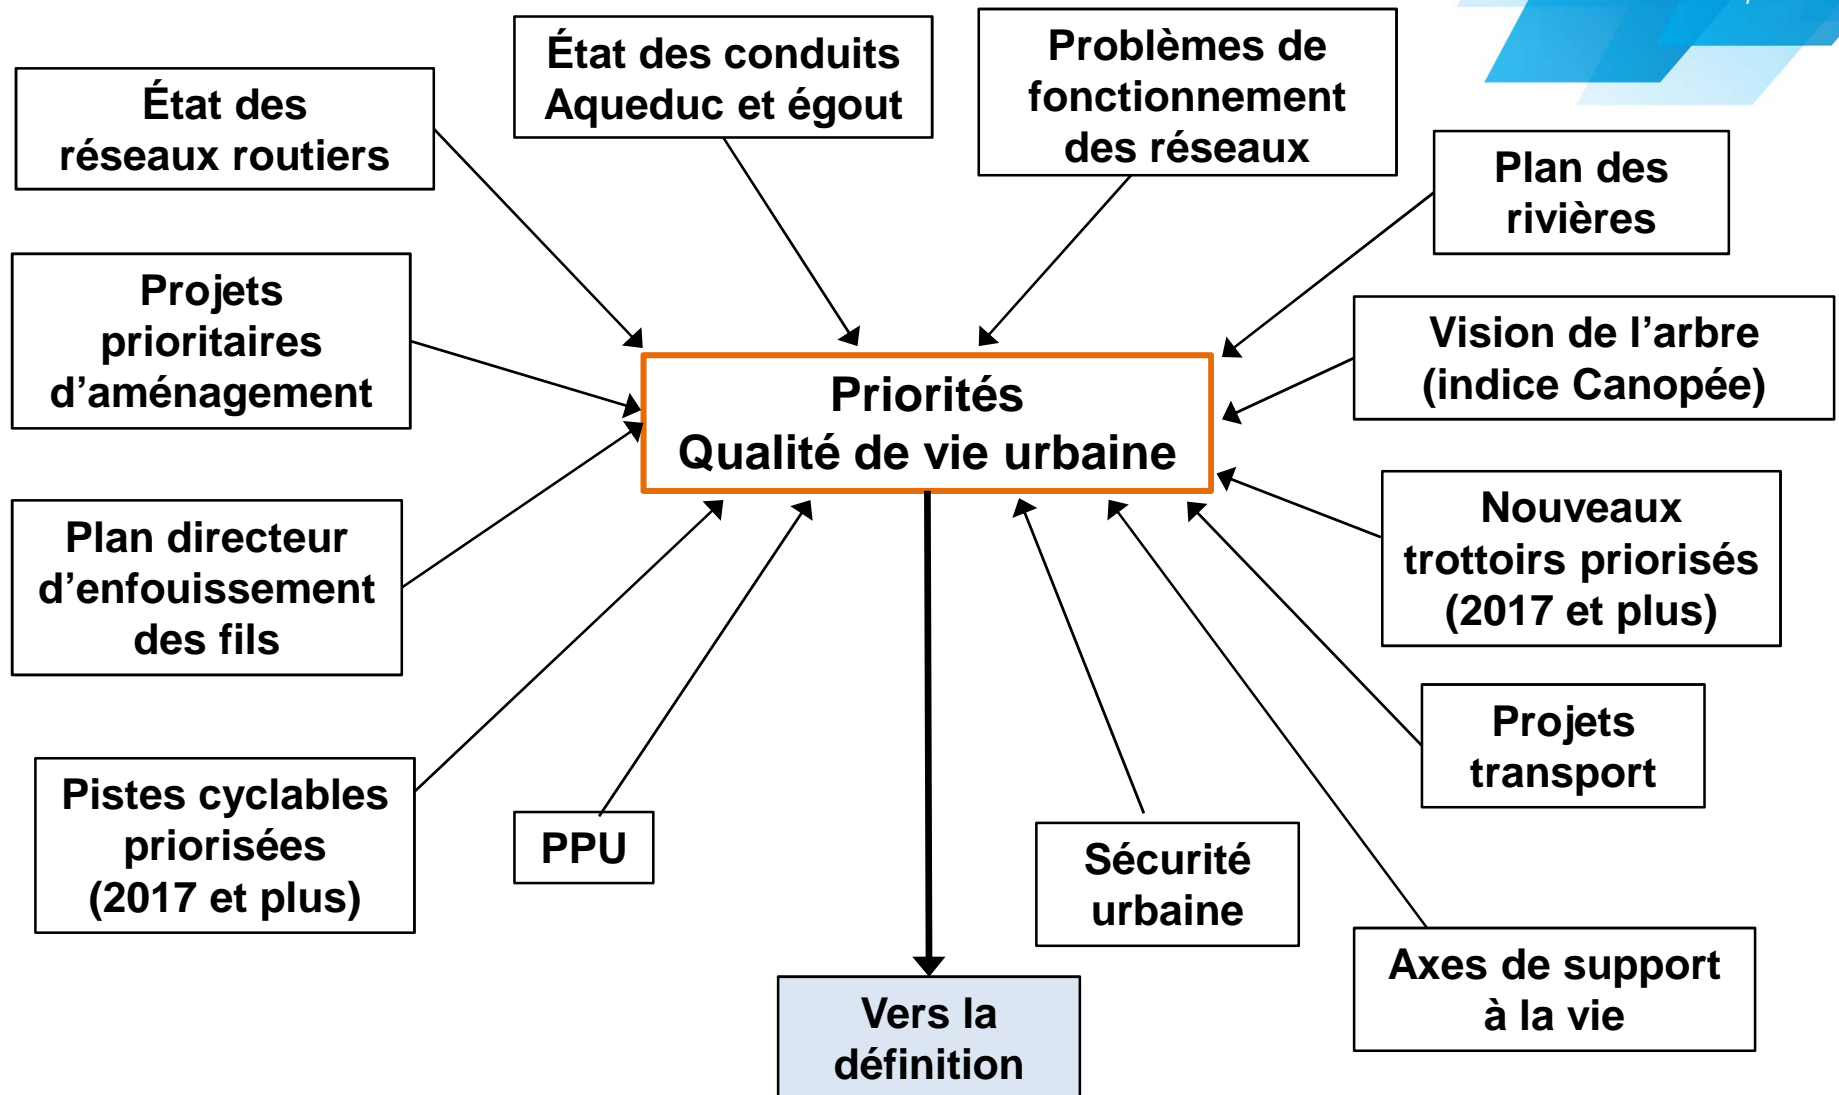 État des
réseaux routiers
État des conduits
Aqueduc et égout
Problèmes de
fonctionnement
des réseaux
Plan des
rivières
Projets
prioritaires
d’aménagement
Vision de l’arbre
(indice Canopée)
Priorités
Qualité de vie urbaine
Plan directeur
d’enfouissement
des fils
Nouveaux
trottoirs priorisés
(2017 et plus)
Projets
transport
Pistes cyclables
priorisées
(2017 et plus)
PPU
Sécurité
urbaine
Axes de support
à la vie
Vers la
définition